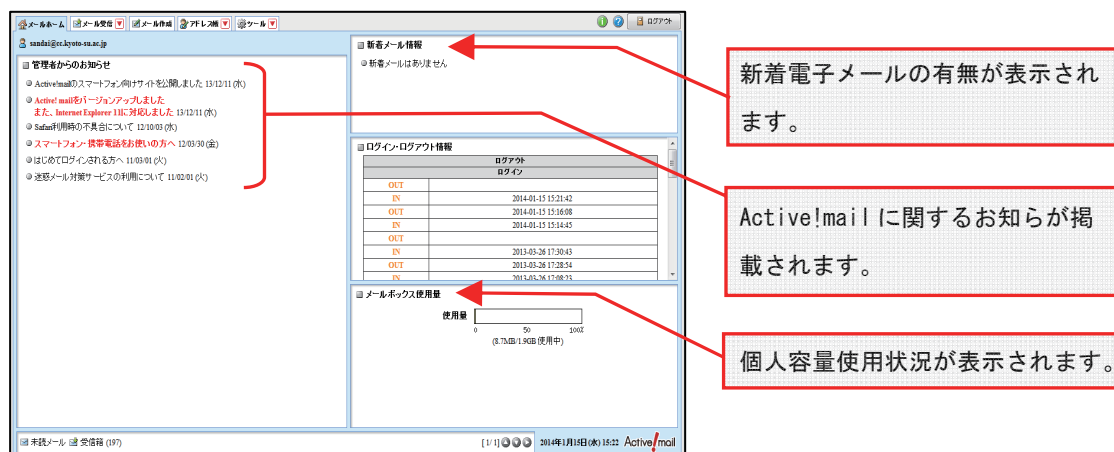 メールホーム メール受信 メール作成 アドレス帳 ツール ログアウト
sandai@cc.kyoto-su.ac.jp
管理者からのお知らせ
Active!mailのスマートフォン向けサイトを公開しました 13/12/11 (水)
Active! mailをバージョンアップしました
また、Internet Explorer 11に対応しました 13/12/11 (水)
Safari利用時の不具合について 12/10/03 (水)
スマートフォン・携帯電話をお使いの方へ 12/03/30 (金)
はじめてログインされる方へ 11/03/01 (火)
迷惑メール対策サービスの利用について 11/02/01 (火)
新着メール情報
新着メールはありません
ログイン・ログアウト情報
ログアウト
ログイン
OUT
IN 2014-01-15 15:21:42
OUT 2014-01-15 15:16:08
IN 2014-01-15 15:14:45
OUT
IN 2013-03-26 17:30:43
OUT 2013-03-26 17:28:54
IN 2013-03-26 17:08:23
メールボックス使用量
使用量
0 50 100%
(8.7MB/1.9GB 使用中)
未読メール 受信箱 (197)
[1/1] 2014年1月15日(水) 15:22 Active!mail
新着電子メールの有無が表示され
ます。
Active!mailに関するお知らが掲
載されます。
個人容量使用状況が表示されます。